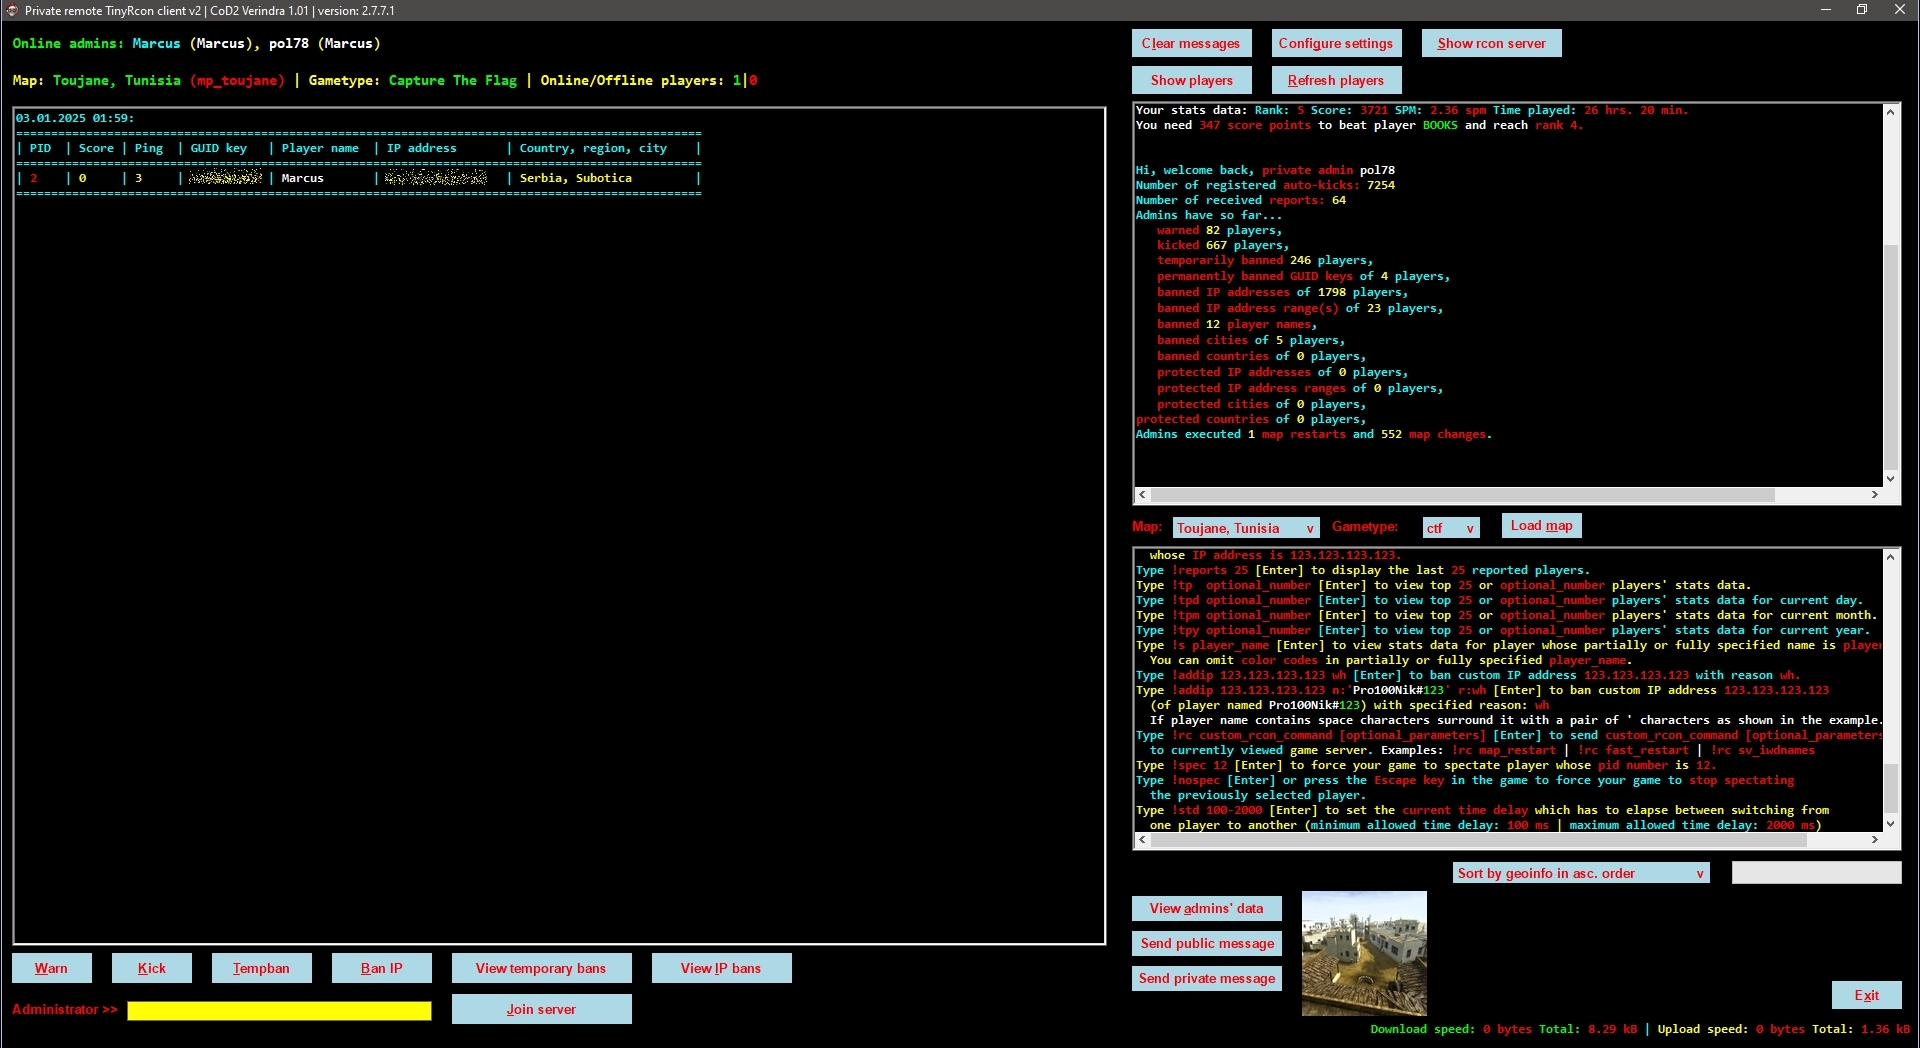 Private remote TinyRcon client v2 | CoD2 Verindra 1.01 | version: 2.7.7.1
Online admins: Marcus (Marcus), pol78 (Marcus)
Map: Toujane, Tunisia (mp_toujane) | Gametype: Capture The Flag | Online/Offline players: 1|0
03.01.2025 01:59:
| PID | Score | Ping | GUID key | Player name | IP address | Country, region, city |
| 2 | 0 | 3 | | Marcus | | Serbia, Subotica |
Warn
Kick
Tempban
Ban IP
View temporary bans
View IP bans
Administrator >>
Join server
Clear messages
Configure settings
Show rcon server
Show players
Refresh players
Your stats data: Rank: 5 Score: 3721 SPM: 2.36 spm Time played: 26 hrs. 20 min.
You need 347 score points to beat player BOOKS and reach rank 4.
Hi, welcome back, private admin pol78
Number of registered auto-kicks: 7254
Number of received reports: 64
Admins have so far...
warned 82 players,
kicked 667 players,
temporarily banned 246 players,
permanently banned GUID keys of 4 players,
banned IP addresses of 1798 players,
banned IP address range(s) of 23 players,
banned 12 player names,
banned cities of 5 players,
banned countries of 0 players,
protected IP addresses of 0 players,
protected IP address ranges of 0 players,
protected cities of 0 players,
protected countries of 0 players,
Admins executed 1 map restarts and 552 map changes.
Map:
Toujane, Tunisia v
Gametype:
ctf v
Load map
whose IP address is 123.123.123.123.
Type !reports 25 [Enter] to display the last 25 reported players.
Type !tp optional_number [Enter] to view top 25 or optional_number players' stats data.
Type !tpd optional_number [Enter] to view top 25 or optional_number players' stats data for current day.
Type !tpm optional_number [Enter] to view top 25 or optional_number players' stats data for current month.
Type !tpy optional_number [Enter] to view top 25 or optional_number players' stats data for current year.
Type !s player_name [Enter] to view stats data for player whose partially or fully specified name is player
You can omit color codes in partially or fully specified player_name.
Type !addip 123.123.123.123 wh [Enter] to ban custom IP address 123.123.123.123 with reason wh.
Type !addip 123.123.123.123 n:'Pro100Nik#123' r:wh [Enter] to ban custom IP address 123.123.123.123
(of player named Pro100Nik#123) with specified reason: wh
If player name contains space characters surround it with a pair of ' characters as shown in the example.
Type !rc custom_rcon_command [optional_parameters] [Enter] to send custom_rcon_command [optional_parameters
to currently viewed game server. Examples: !rc map_restart | !rc fast_restart | !rc sv_iwdnames
Type !spec 12 [Enter] to force your game to spectate player whose pid number is 12.
Type !nospec [Enter] or press the Escape key in the game to force your game to stop spectating
the previously selected player.
Type !std 100-2000 [Enter] to set the current time delay which has to elapse between switching from
one player to another (minimum allowed time delay: 100 ms | maximum allowed time delay: 2000 ms)
Sort by geoinfo in asc. order v
View admins' data
Send public message
Send private message
Exit
Download speed: 0 bytes Total: 8.29 kB | Upload speed: 0 bytes Total: 1.36 kB